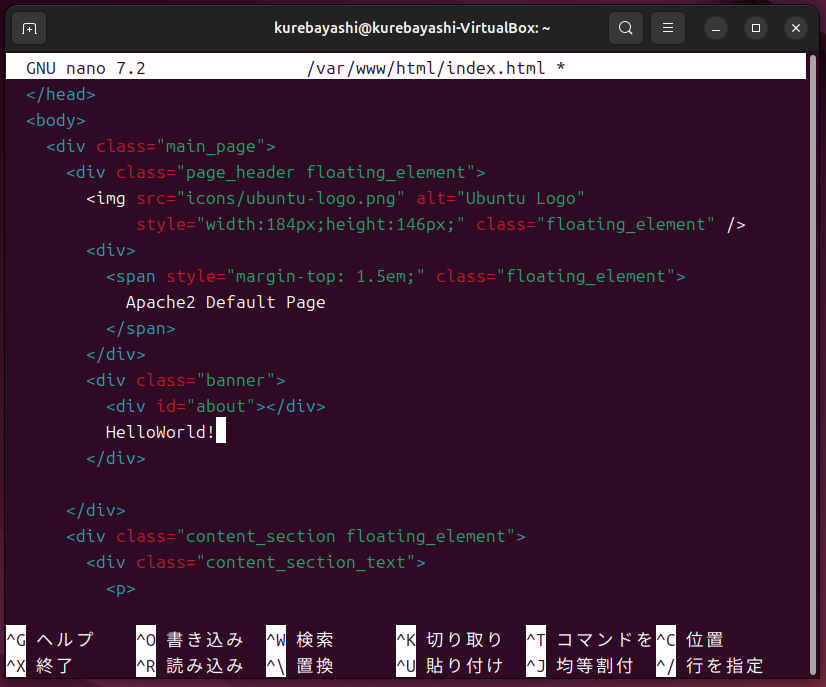 kurebayashi@kurebayashi-VirtualBox: ~
GNU nano 7.2 /var/www/html/index.html *
</head>
<body>
<div class="main_page">
<div class="page_header floating_element">
<img src="icons/ubuntu-logo.png" alt="Ubuntu Logo"
style="width:184px;height:146px;" class="floating_element" />
<div>
<span style="margin-top: 1.5em;" class="floating_element">
Apache2 Default Page
</span>
</div>
<div class="banner">
<div id="about"></div>
HelloWorld!
</div>
</div>
<div class="content_section floating_element">
<div class="content_section_text">
<p>
^G ヘルプ ^O 書き込み ^W 検索 ^K 切り取り ^T コマンドを ^C 位置
^X 終了 ^R 読み込み ^\ 置換 ^U 貼り付け ^J 均等割付 ^/ 行を指定